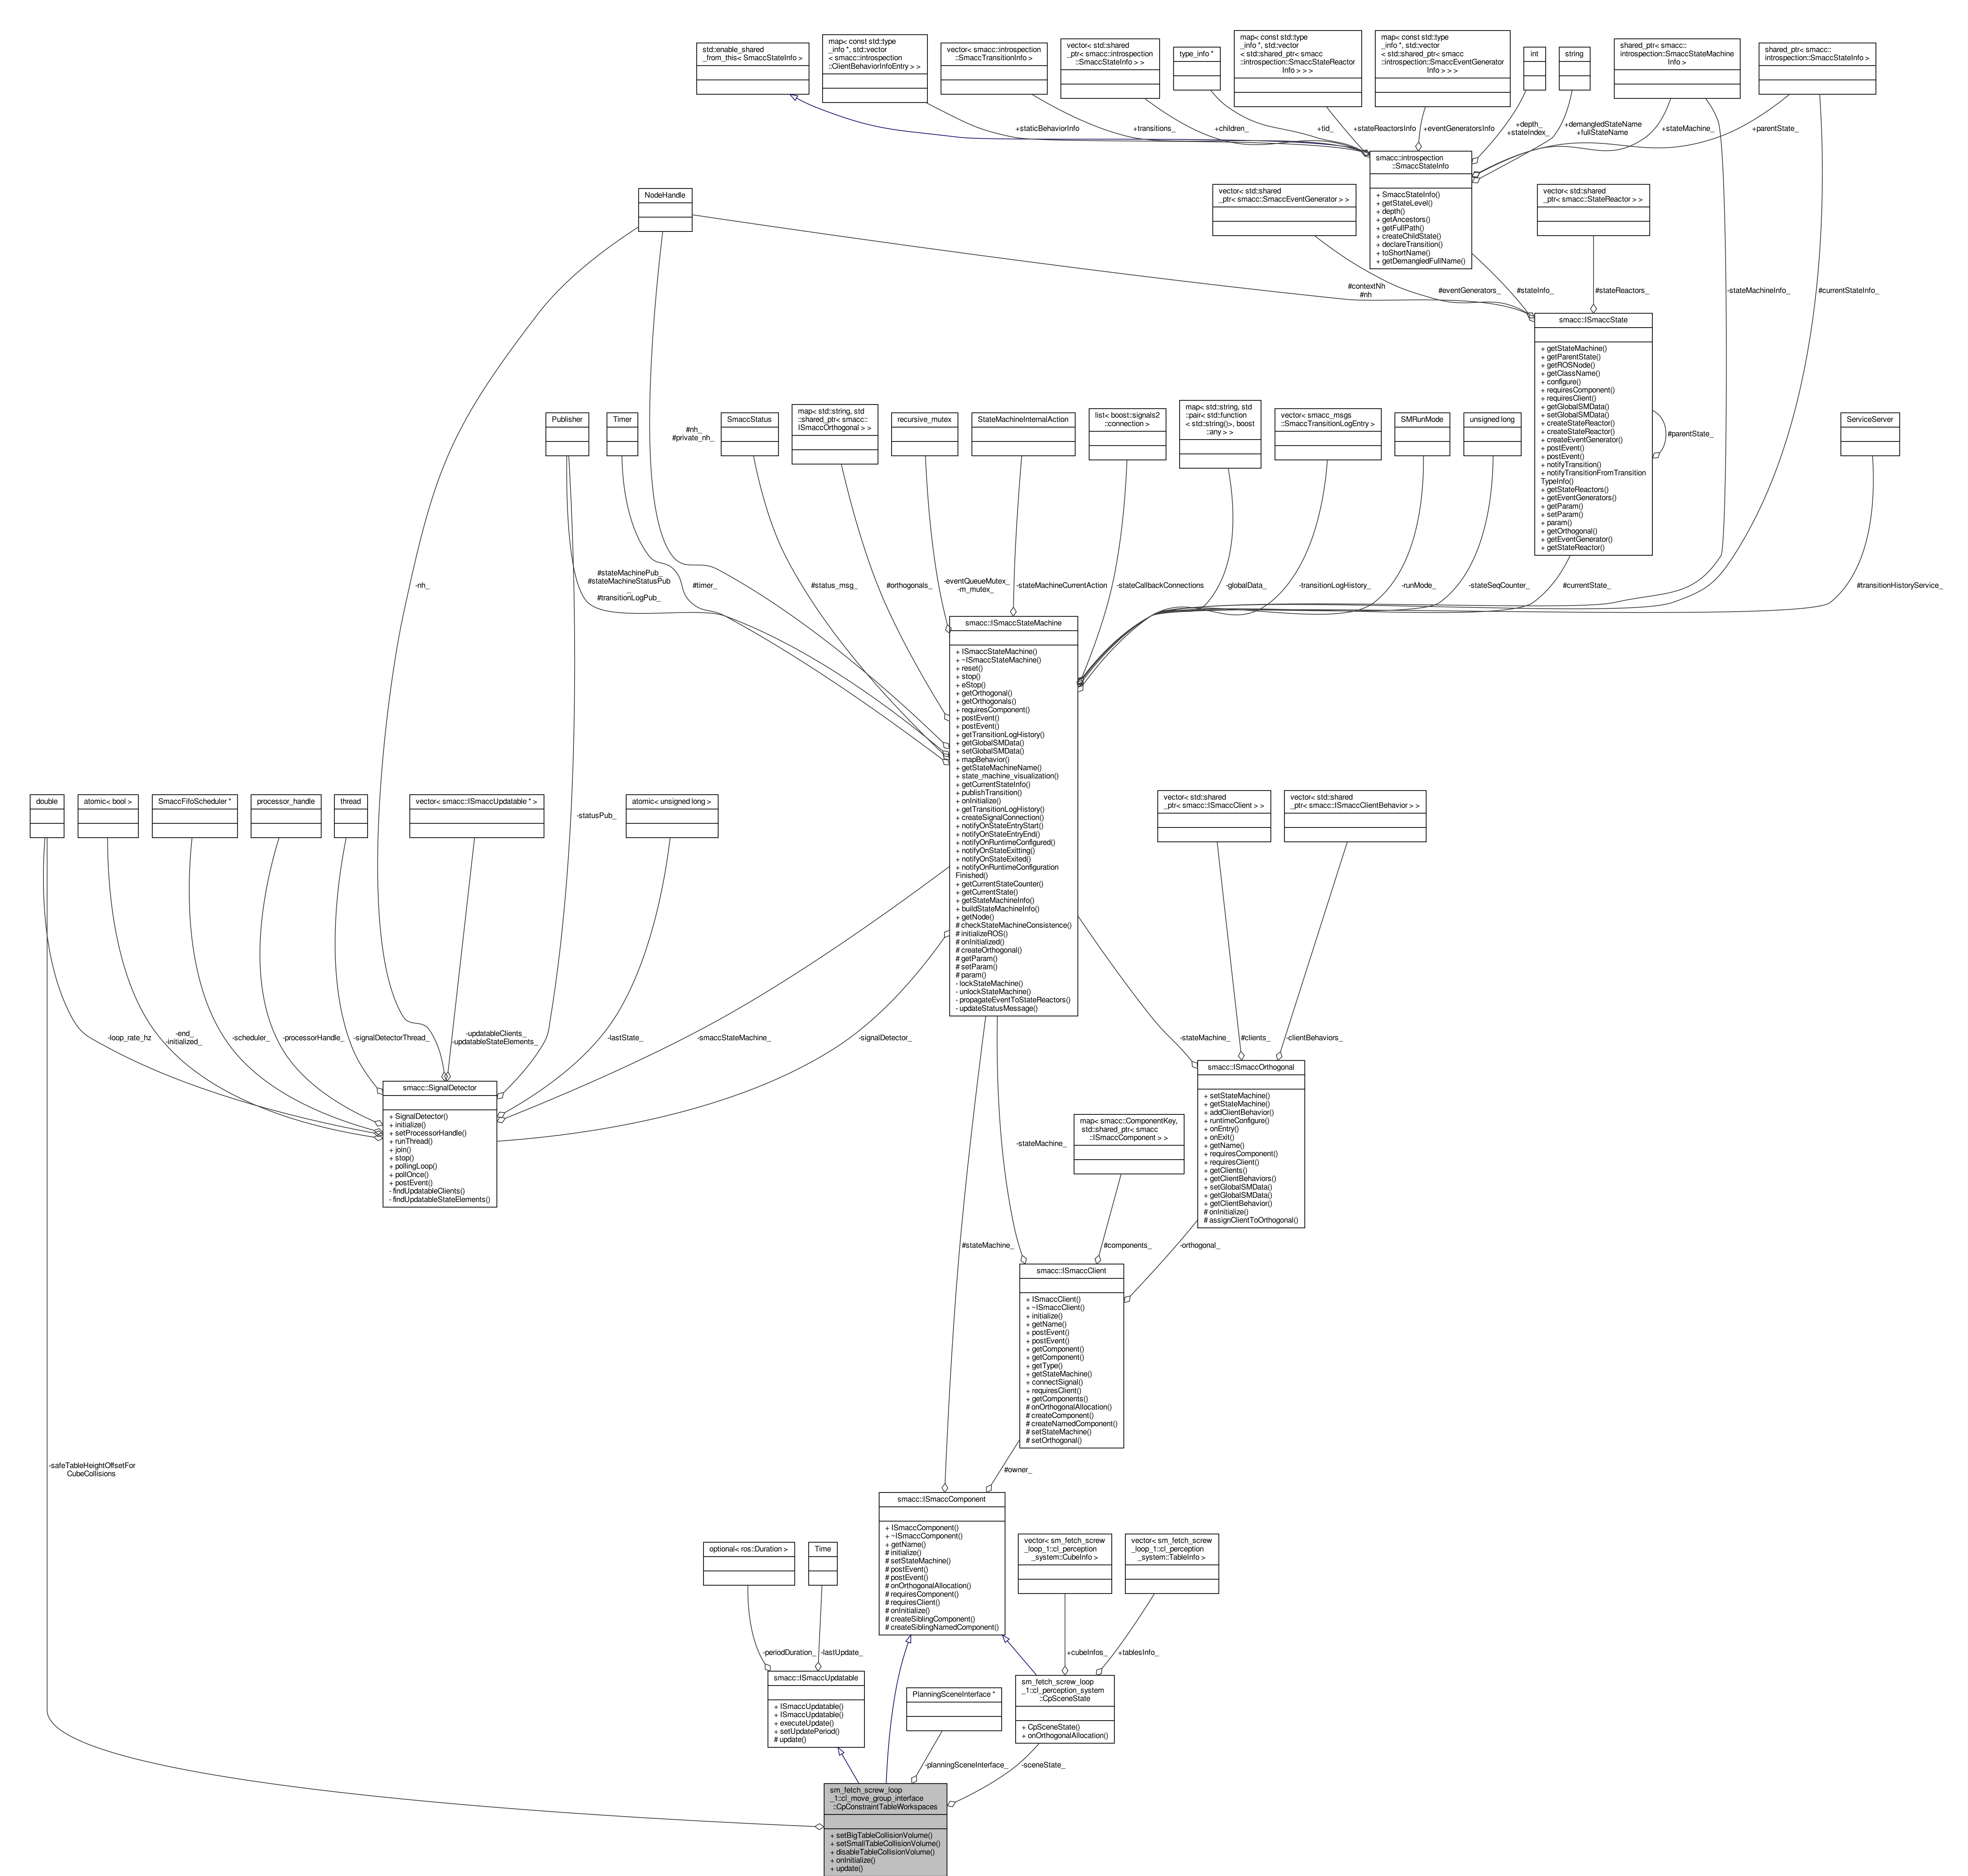 std::enable_shared
_from_this< SmaccStateInfo >
map< const std::type
_info *, std::vector
< smacc::introspection
::ClientBehaviorInfoEntry > >
vector< smacc::introspection
::SmaccTransitionInfo >
vector< std::shared
_ptr< smacc::introspection
::SmaccStateInfo > >
type_info *
map< const std::type
_info *, std::vector
< std::shared_ptr< smacc
::introspection::SmaccStateReactor
Info > > >
map< const std::type
_info *, std::vector
< std::shared_ptr< smacc
::introspection::SmaccEventGenerator
Info > > >
int
string
shared_ptr< smacc::
introspection::SmaccStateMachine
Info >
shared_ptr< smacc::
introspection::SmaccStateInfo >
+staticBehaviorInfo
+transitions_
+children_
+tid_
+stateReactorsInfo
+eventGeneratorsInfo
+depth_
+stateIndex_
+demangledStateName
+fullStateName
+stateMachine_
+parentState_
smacc::introspection
::SmaccStateInfo
+ SmaccStateInfo()
+ getStateLevel()
+ depth()
+ getAncestors()
+ getFullPath()
+ createChildState()
+ declareTransition()
+ toShortName()
+ getDemangledFullName()
NodeHandle
vector< std::shared
_ptr< smacc::SmaccEventGenerator > >
vector< std::shared
_ptr< smacc::StateReactor > >
#contextNh
#nh
#eventGenerators_
#stateInfo_
#stateReactors_
-stateMachineInfo_
#currentStateInfo_
smacc::ISmaccState
+ getStateMachine()
+ getParentState()
+ getROSNode()
+ getClassName()
+ configure()
+ requiresComponent()
+ requiresClient()
+ getGlobalSMData()
+ setGlobalSMData()
+ createStateReactor()
+ createStateReactor()
+ createEventGenerator()
+ postEvent()
+ postEvent()
+ notifyTransition()
+ notifyTransitionFromTransition
TypeInfo()
+ getStateReactors()
+ getEventGenerators()
+ getParam()
+ setParam()
+ param()
+ getOrthogonal()
+ getEventGenerator()
+ getStateReactor()
#parentState_
Publisher
Timer
#nh_
#private_nh_
SmaccStatus
map< std::string, std
::shared_ptr< smacc::
ISmaccOrthogonal > >
recursive_mutex
StateMachineInternalAction
list< boost::signals2
::connection >
map< std::string, std
::pair< std::function
< std::string()>, boost
::any > >
vector< smacc_msgs
::SmaccTransitionLogEntry >
SMRunMode
unsigned long
ServiceServer
-nh_
#stateMachinePub_
#stateMachineStatusPub
_
#transitionLogPub_
#timer_
#status_msg_
#orthogonals_
-eventQueueMutex_
-m_mutex_
-stateMachineCurrentAction
-stateCallbackConnections
-globalData_
-transitionLogHistory_
-runMode_
-stateSeqCounter_
#currentState_
#transitionHistoryService_
smacc::ISmaccStateMachine
+ ISmaccStateMachine()
+ ~ISmaccStateMachine()
+ reset()
+ stop()
+ eStop()
+ getOrthogonal()
+ getOrthogonals()
+ requiresComponent()
+ postEvent()
+ postEvent()
+ getTransitionLogHistory()
+ getGlobalSMData()
+ setGlobalSMData()
+ mapBehavior()
+ getStateMachineName()
+ state_machine_visualization()
+ getCurrentStateInfo()
+ publishTransition()
+ onInitialize()
+ getTransitionLogHistory()
+ createSignalConnection()
+ notifyOnStateEntryStart()
+ notifyOnStateEntryEnd()
+ notifyOnRuntimeConfigured()
+ notifyOnStateExitting()
+ notifyOnStateExited()
+ notifyOnRuntimeConfiguration
Finished()
+ getCurrentStateCounter()
+ getCurrentState()
+ getStateMachineInfo()
+ buildStateMachineInfo()
+ getNode()
# checkStateMachineConsistence()
# initializeROS()
# onInitialized()
# createOrthogonal()
# getParam()
# setParam()
# param()
- lockStateMachine()
- unlockStateMachine()
- propagateEventToStateReactors()
- updateStatusMessage()
double
atomic< bool >
SmaccFifoScheduler *
processor_handle
thread
vector< smacc::ISmaccUpdatable * >
-statusPub_
atomic< unsigned long >
vector< std::shared
_ptr< smacc::ISmaccClient > >
vector< std::shared
_ptr< smacc::ISmaccClientBehavior > >
-loop_rate_hz
-end_
-initialized_
-scheduler_
-processorHandle_
-signalDetectorThread_
-updatableClients_
-updatableStateElements_
-lastState_
-smaccStateMachine_
-signalDetector_
-stateMachine_
#clients_
-clientBehaviors_
smacc::SignalDetector
+ SignalDetector()
+ initialize()
+ setProcessorHandle()
+ runThread()
+ join()
+ stop()
+ pollingLoop()
+ pollOnce()
+ postEvent()
- findUpdatableClients()
- findUpdatableStateElements()
smacc::ISmaccOrthogonal
+ setStateMachine()
+ getStateMachine()
+ addClientBehavior()
+ runtimeConfigure()
+ onEntry()
+ onExit()
+ getName()
+ requiresComponent()
+ requiresClient()
+ getClients()
+ getClientBehaviors()
+ setGlobalSMData()
+ getGlobalSMData()
+ getClientBehavior()
# onInitialize()
# assignClientToOrthogonal()
map< smacc::ComponentKey,
std::shared_ptr< smacc
::ISmaccComponent > >
-stateMachine_
#stateMachine_
#components_
-orthogonal_
smacc::ISmaccClient
+ ISmaccClient()
+ ~ISmaccClient()
+ initialize()
+ getName()
+ postEvent()
+ postEvent()
+ getComponent()
+ getComponent()
+ getType()
+ getStateMachine()
+ connectSignal()
+ requiresClient()
+ getComponents()
# onOrthogonalAllocation()
# createComponent()
# createNamedComponent()
# setStateMachine()
# setOrthogonal()
-safeTableHeightOffsetFor
CubeCollisions
#owner_
smacc::ISmaccComponent
+ ISmaccComponent()
+ ~ISmaccComponent()
+ getName()
# initialize()
# setStateMachine()
# postEvent()
# postEvent()
# onOrthogonalAllocation()
# requiresComponent()
# requiresClient()
# onInitialize()
# createSiblingComponent()
# createSiblingNamedComponent()
optional< ros::Duration >
Time
vector< sm_fetch_screw
_loop_1::cl_perception
_system::CubeInfo >
vector< sm_fetch_screw
_loop_1::cl_perception
_system::TableInfo >
-periodDuration_
-lastUpdate_
+cubeInfos_
+tablesInfo_
smacc::ISmaccUpdatable
+ ISmaccUpdatable()
+ ISmaccUpdatable()
+ executeUpdate()
+ setUpdatePeriod()
# update()
PlanningSceneInterface *
sm_fetch_screw_loop
_1::cl_perception_system
::CpSceneState
+ CpSceneState()
+ onOrthogonalAllocation()
-planningSceneInterface_
-sceneState_
sm_fetch_screw_loop
_1::cl_move_group_interface
::CpConstraintTableWorkspaces
+ setBigTableCollisionVolume()
+ setSmallTableCollisionVolume()
+ disableTableCollisionVolume()
+ onInitialize()
+ update()